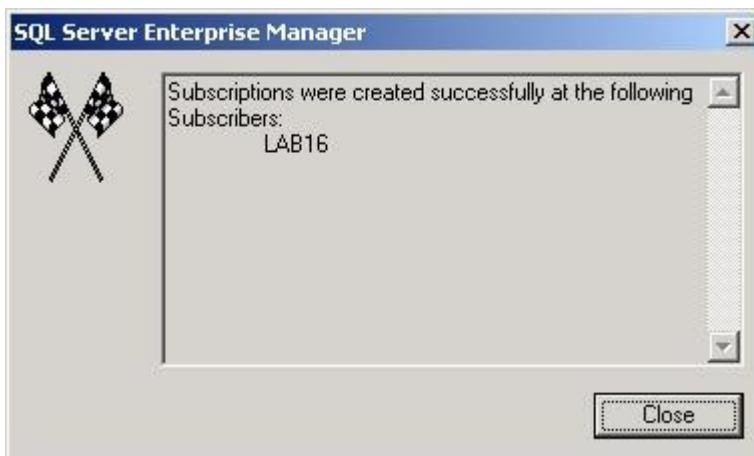 SQL Server Enterprise Manager
Subscriptions were created successfully at the following
Subscribers:
LAB16
Close